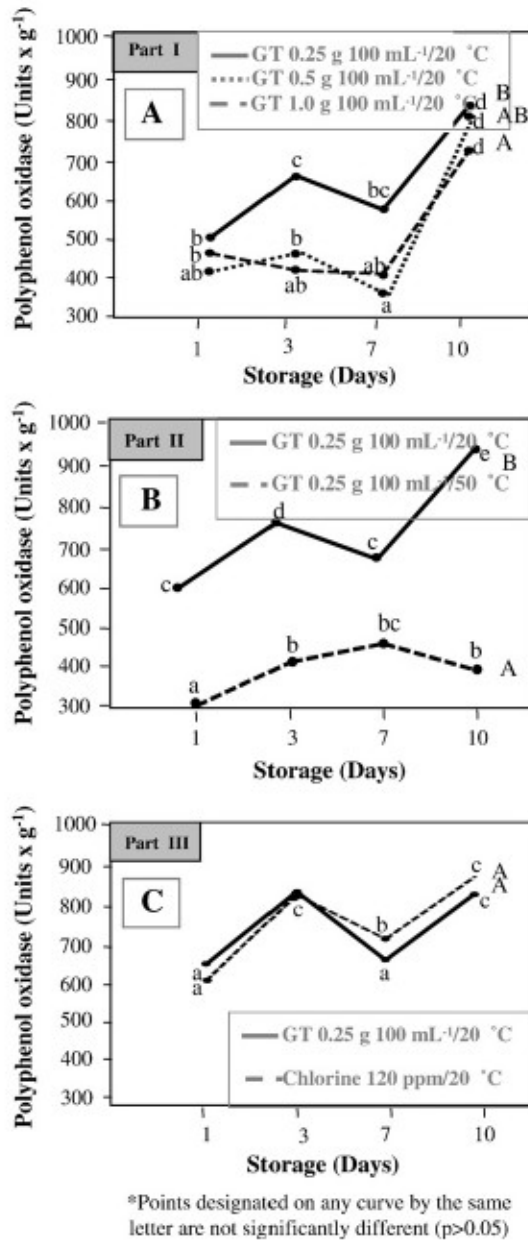 Part I
GT 0.25 g 100 mL-1/20 °C
GT 0.5 g 100 mL-1/20 °C
GT 1.0 g 100 mL-1/20 °C
A
Polyphenol oxidase (Units x g-1)
1000
900
800
700
600
500
400
300
b
b
ab
c
b
ab
bc
ab
a
d B
d AB
d A
1 3 7 10
Storage (Days)
Part II
GT 0.25 g 100 mL-1/20 °C
GT 0.25 g 100 mL-1/50 °C
B
Polyphenol oxidase (Units x g-1)
1000
900
800
700
600
500
400
300
c
d
c
e B
a
b
bc
b A
1 3 7 10
Storage (Days)
Part III
C
Polyphenol oxidase (Units x g-1)
1000
900
800
700
600
500
400
300
a
a
c
b
a
c A
c A
GT 0.25 g 100 mL-1/20 °C
Chlorine 120 ppm/20 °C
1 3 7 10
Storage (Days)
*Points designated on any curve by the same
letter are not significantly different (p>0.05)